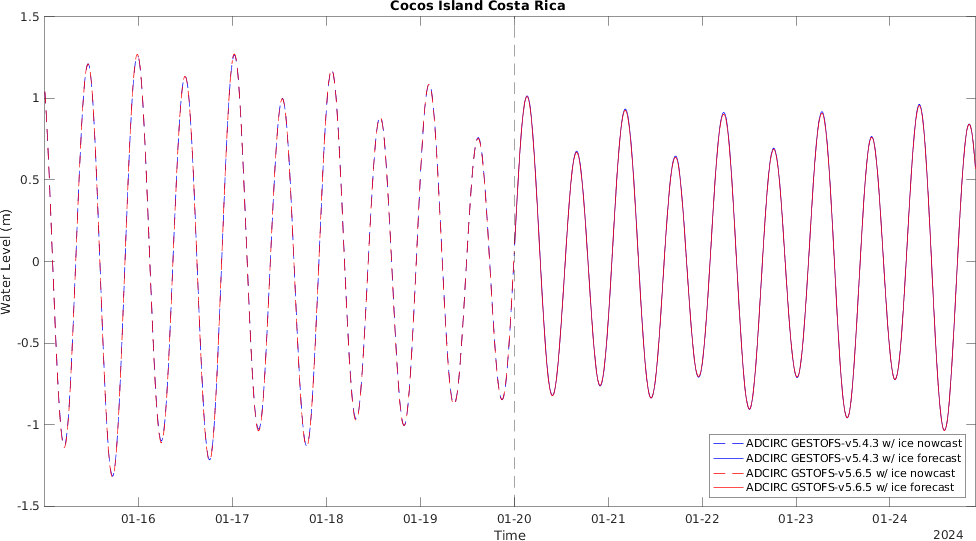 Cocos Island Costa Rica
1.5
1
0.5
0
-0.5
-1
-1.5
Water Level (m)
ADCIRC GESTOFS-v5.4.3 w/ ice nowcast
ADCIRC GESTOFS-v5.4.3 w/ ice forecast
ADCIRC GSTOFS-v5.6.5 w/ ice nowcast
ADCIRC GSTOFS-v5.6.5 w/ ice forecast
01-16 01-17 01-18 01-19 01-20 01-21 01-22 01-23 01-24
Time
2024